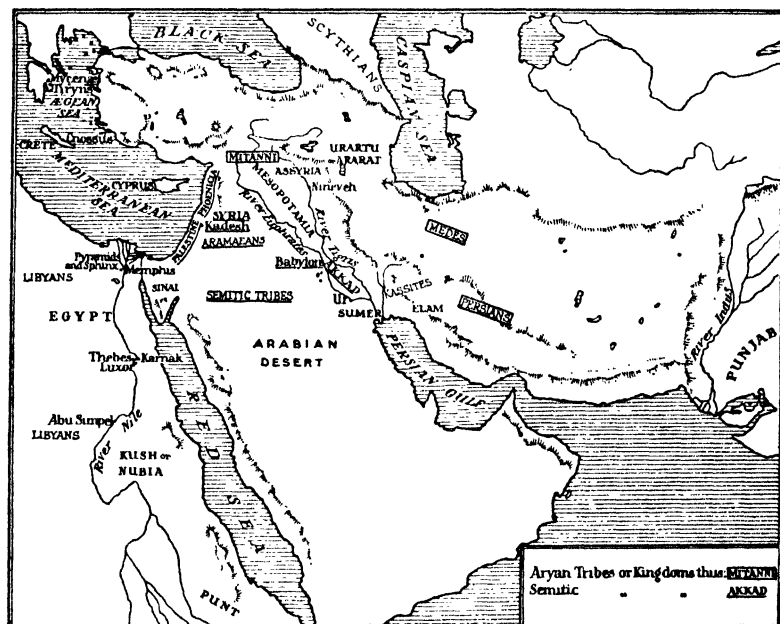 BLACK SEA
SCYTHIANS
CASPIAN SEA
Mycenae
Tiryns
ÆGEAN
SEA
Cnossus
CRETE
MEDITERRANEAN
SEA
CYPRUS
PALESTINE PHOENICIA
MITANNI
URARTU
ARARAT
ASSYRIA
Nineveh
MESOPOTAMIA
SYRIA
Kadesh
ARAMAEANS
River Euphrates
River Tigris
MEDES
Babylon
AKKAD
KASSITES
Ur
SUMER
ELAM
PERSIANS
Pyramids
and Sphinx
Memphis
LIBYANS
SINAI
SEMITIC TRIBES
EGYPT
ARABIAN
DESERT
PERSIAN GULF
River Indus
PUNJAB
Thebes Karnak
Luxor
Abu Simpel
LIBYANS
River Nile
KUSH or
NUBIA
RED SEA
PUNT
Aryan Tribes or Kingdoms thus: MITANNI
Semitic " " AKKAD